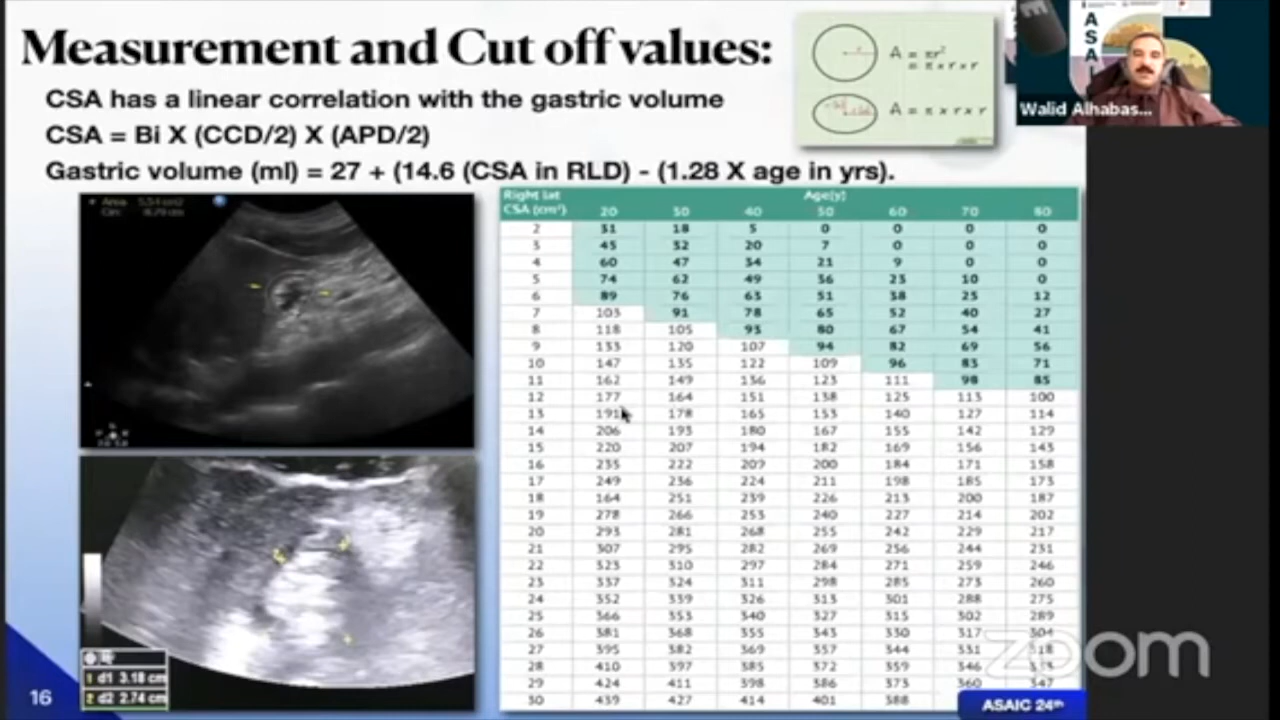 Measurement and Cut off values:
CSA has a linear correlation with the gastric volume
CSA = Bi X (CCD/2) X (APD/2)
Gastric volume (ml) = 27 + (14.6 (CSA in RLD) - (1.28 X age in yrs).
A = πr²
= π x r x r
A = π x r x r
ASA
Walid Alhabas...
Area 5.54 cm2
Circ 8.79 cm
1 d1 3.18 cm
2 d2 2.74 cm
Right lat Age(y)
CSA (cm²) 20 30 40 50 60 70 80
2 31 18 5 0 0 0 0
3 45 32 20 7 0 0 0
4 60 47 34 21 9 0 0
5 74 62 49 36 23 10 0
6 89 76 63 51 38 25 12
7 103 91 78 65 52 40 27
8 118 105 93 80 67 54 41
9 133 120 107 94 82 69 56
10 147 135 122 109 96 83 71
11 162 149 136 123 111 98 85
12 177 164 151 138 125 113 100
13 191 178 165 153 140 127 114
14 206 193 180 167 155 142 129
15 220 207 194 182 169 156 143
16 235 222 209 200 184 171 158
17 249 236 224 211 198 185 173
18 164 251 239 226 213 200 187
19 278 266 253 240 227 214 202
20 293 281 268 255 242 229 217
21 307 295 282 269 256 244 231
22 323 310 297 284 271 259 246
23 337 324 311 298 285 273 260
24 352 339 326 313 301 288 275
25 366 353 340 327 315 302 289
26 381 368 355 343 330 317 304
27 395 382 369 357 344 331 318
28 410 397 385 372 359 346
29 424 411 398 386 373 360 347
30 439 427 414 401 388
16
ASAIC 24th
zoom